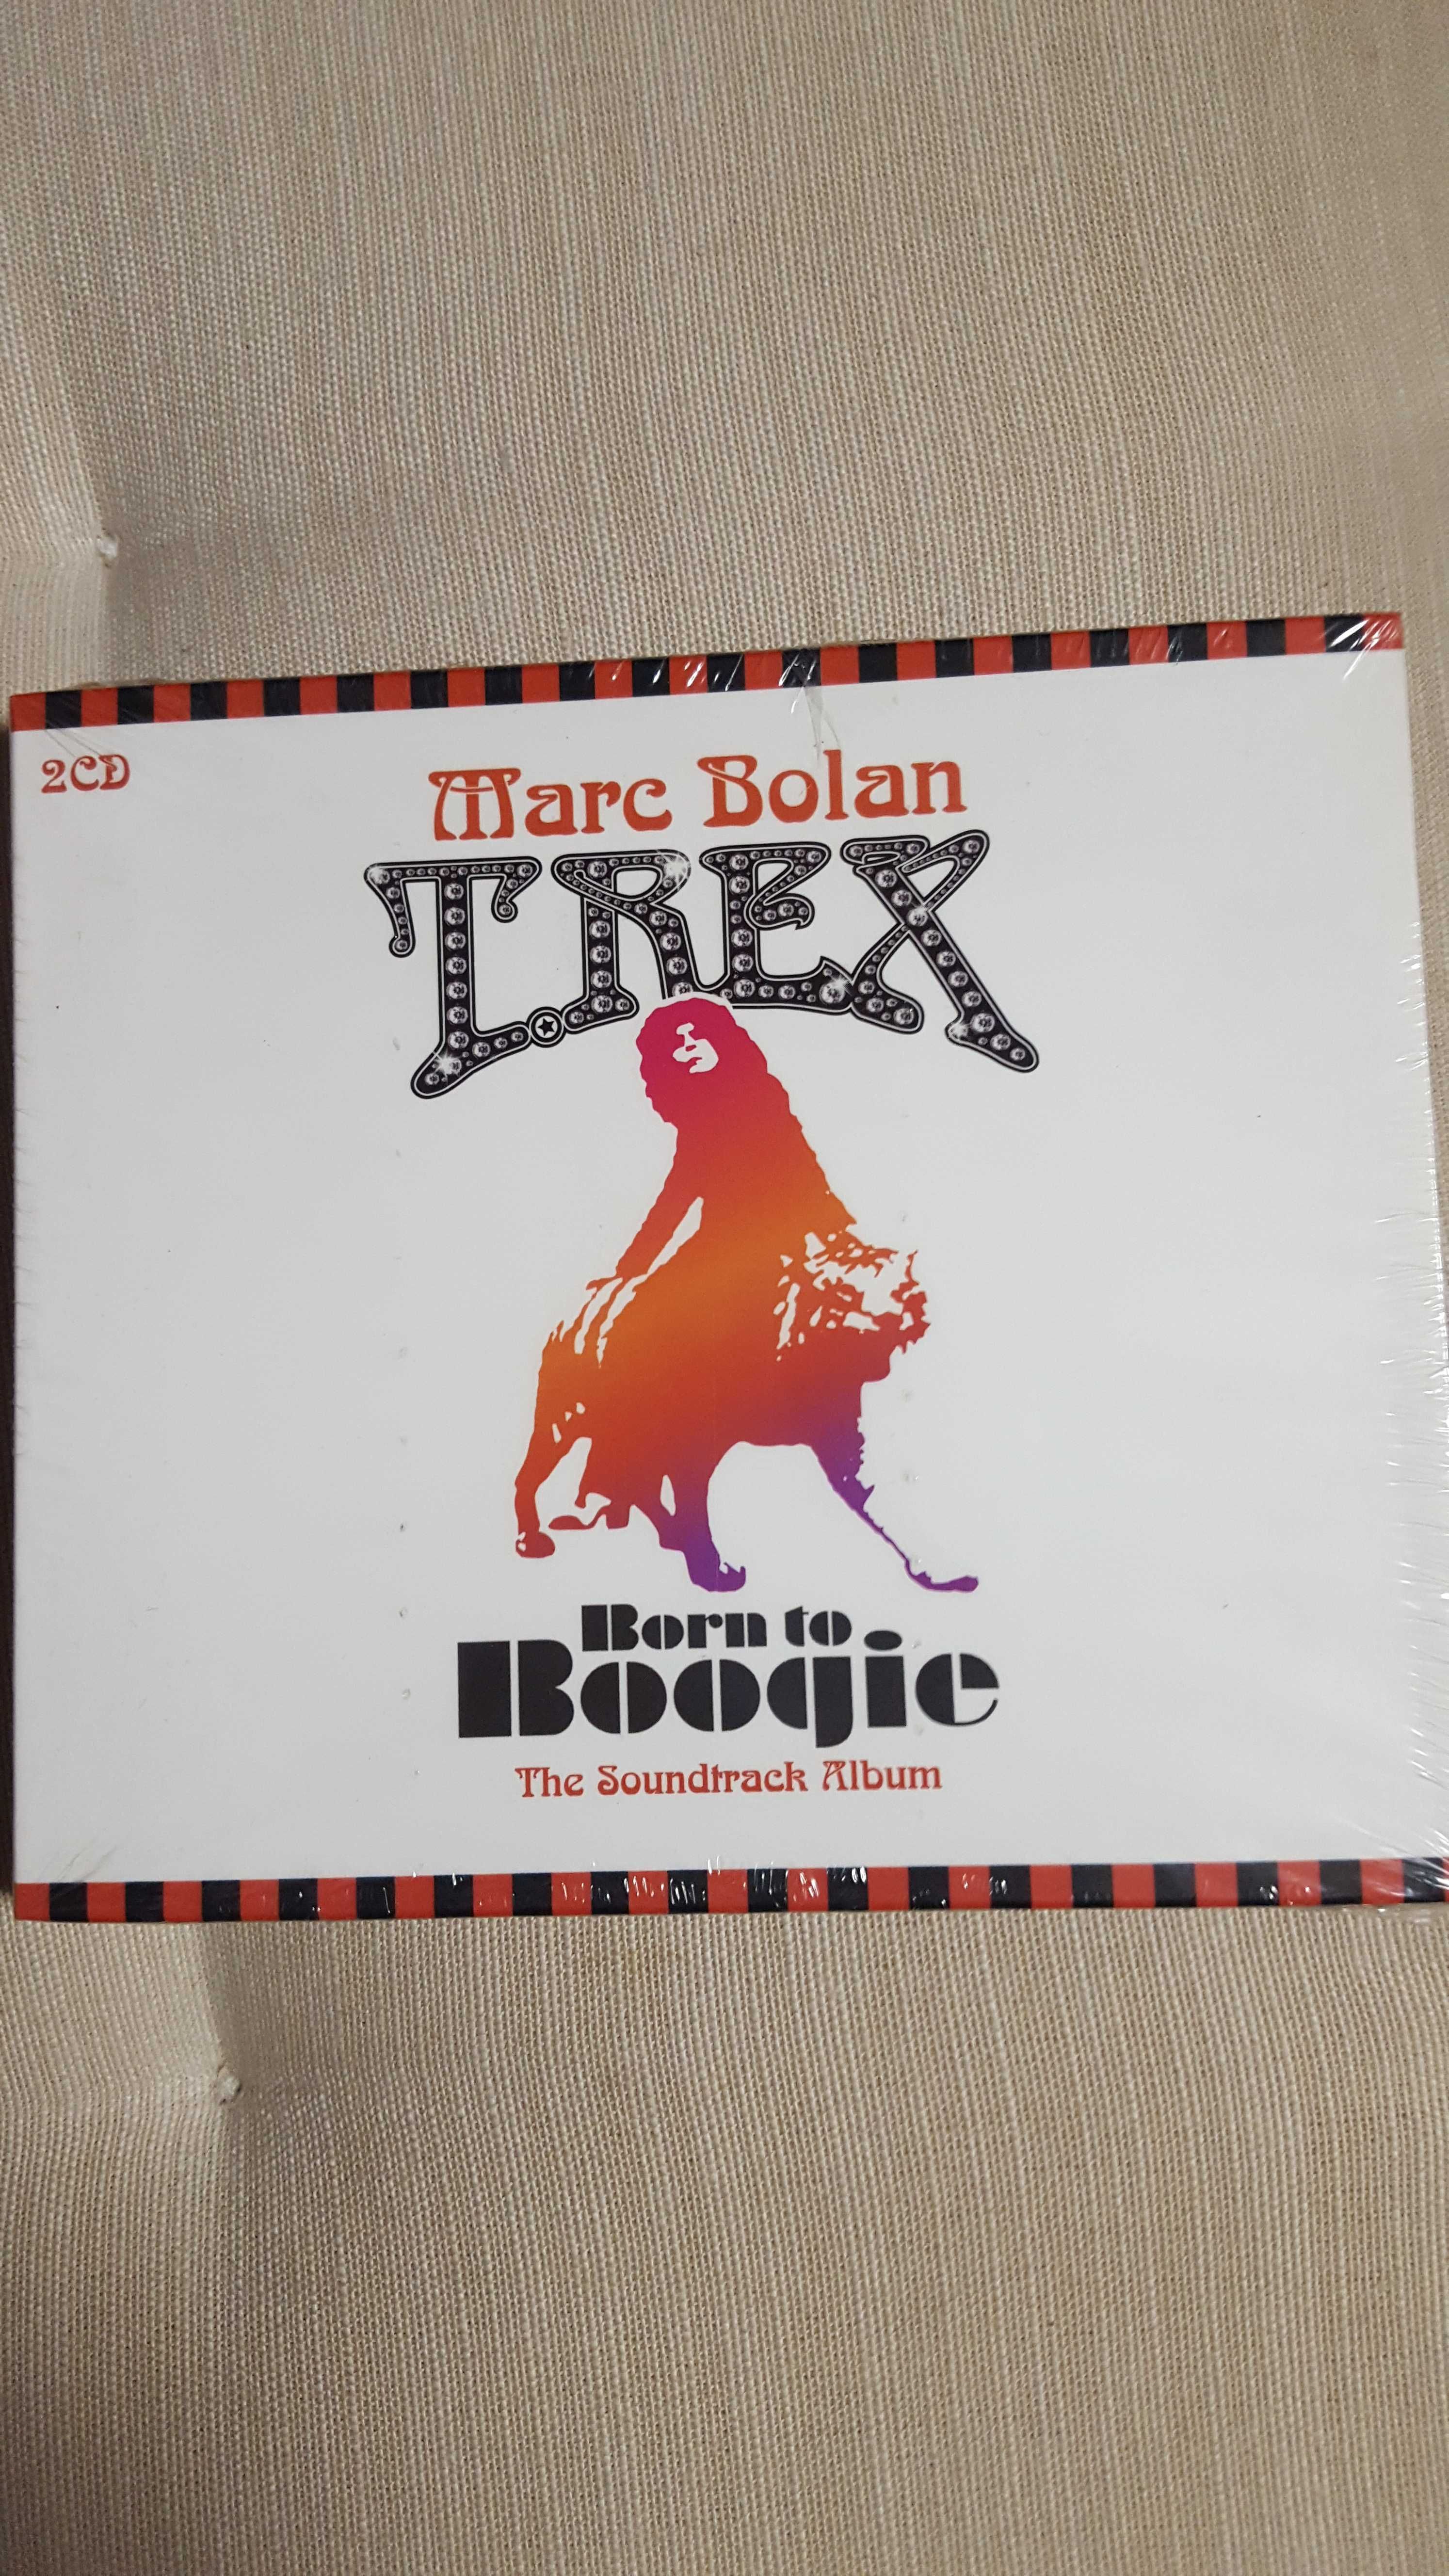 2CD
Marc Bolan
T.REX
Born to
Boogie
The Soundtrack Album